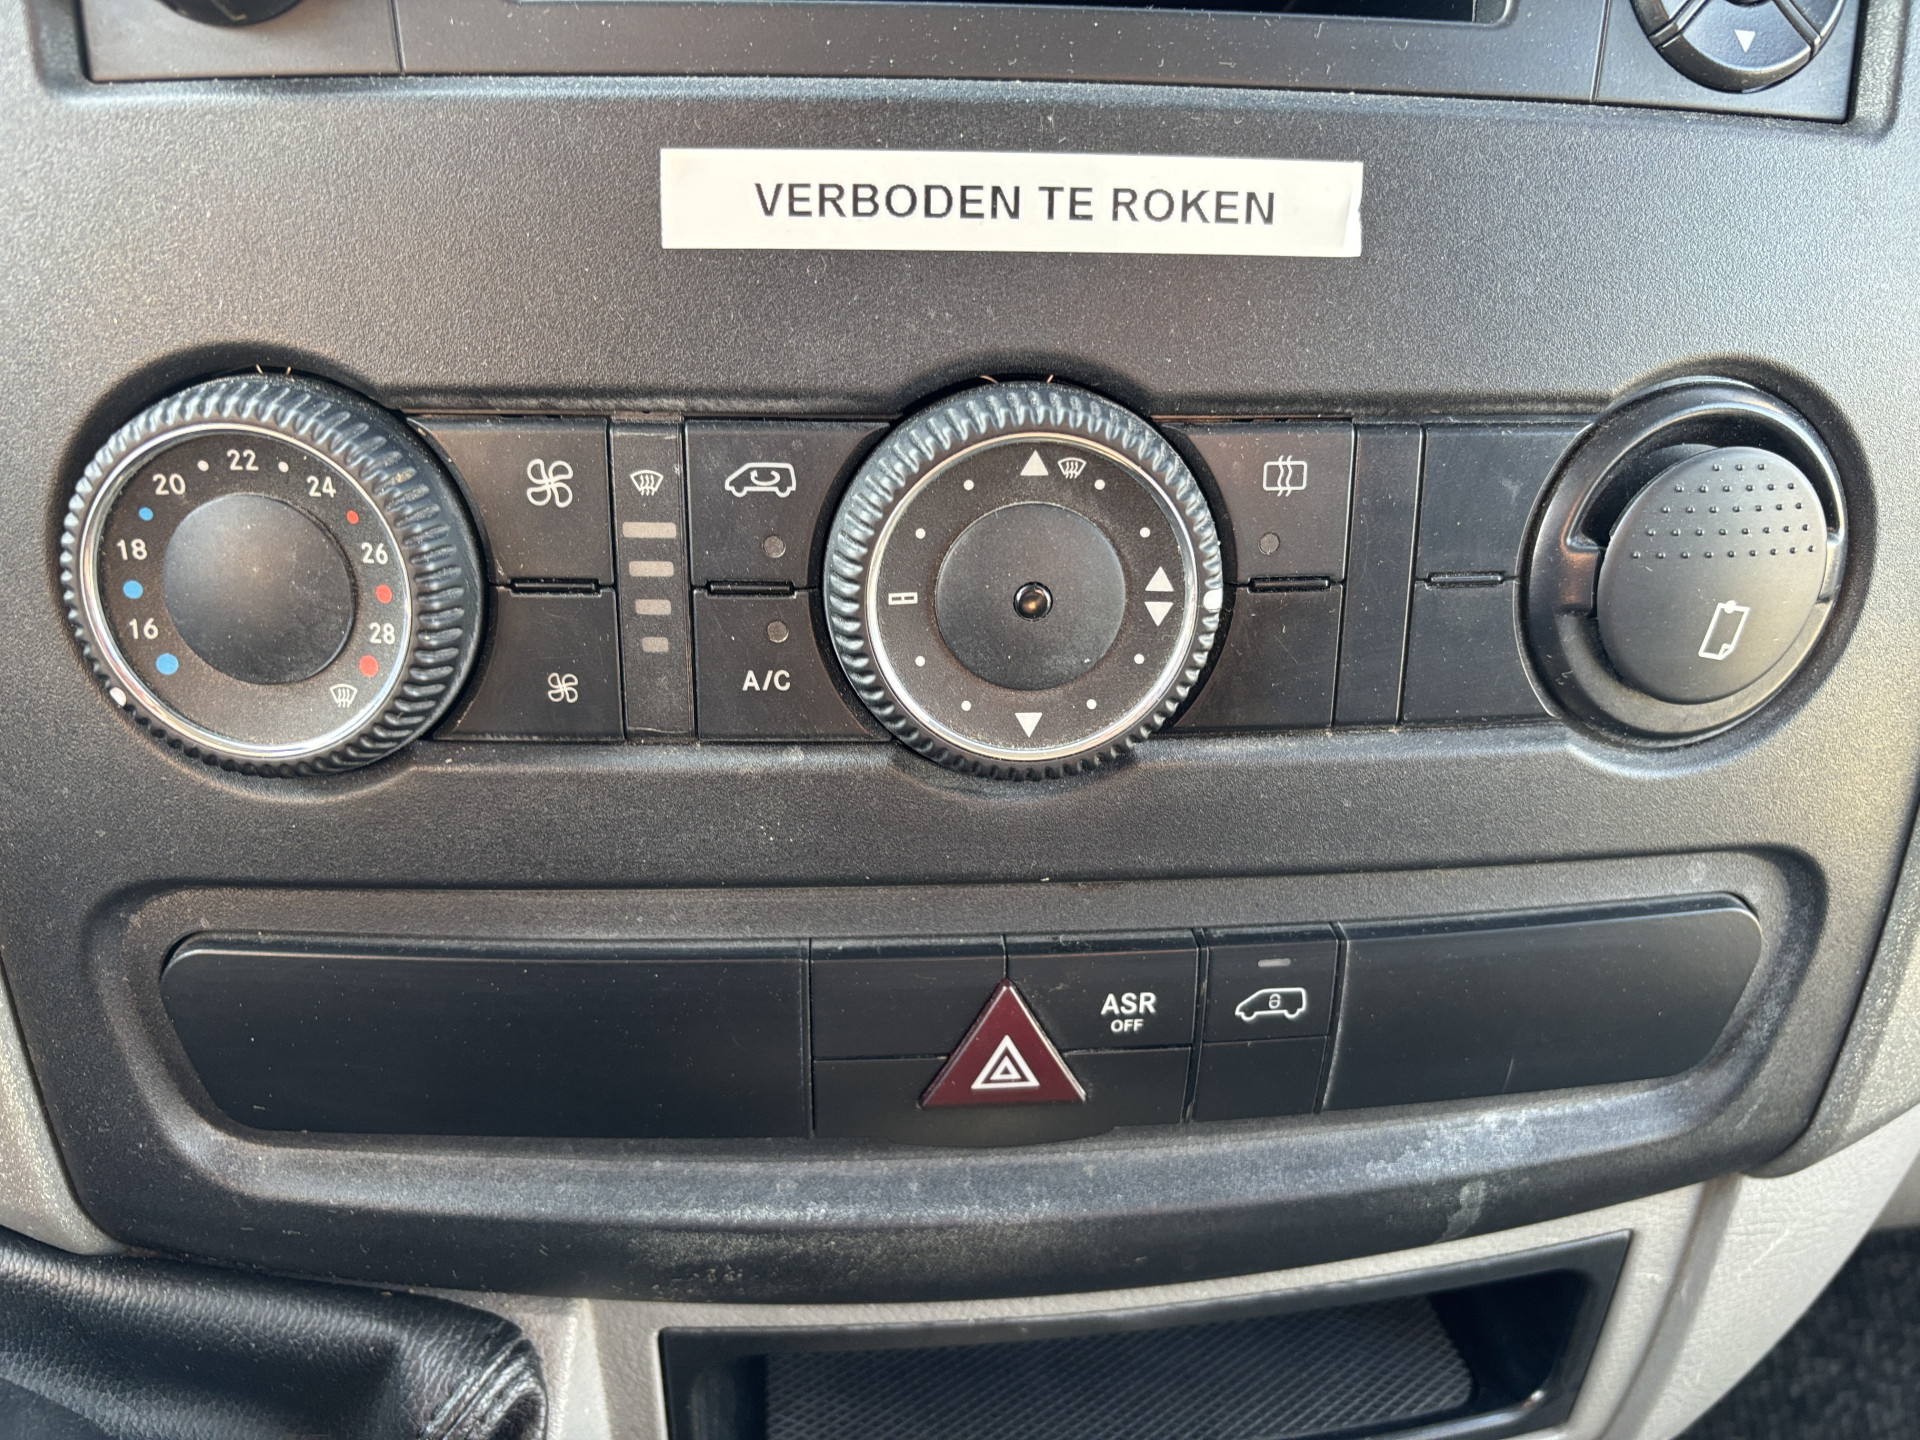 VERBODEN TE ROKEN
22
20
24
18
26
16
28
A/C
ASR
OFF